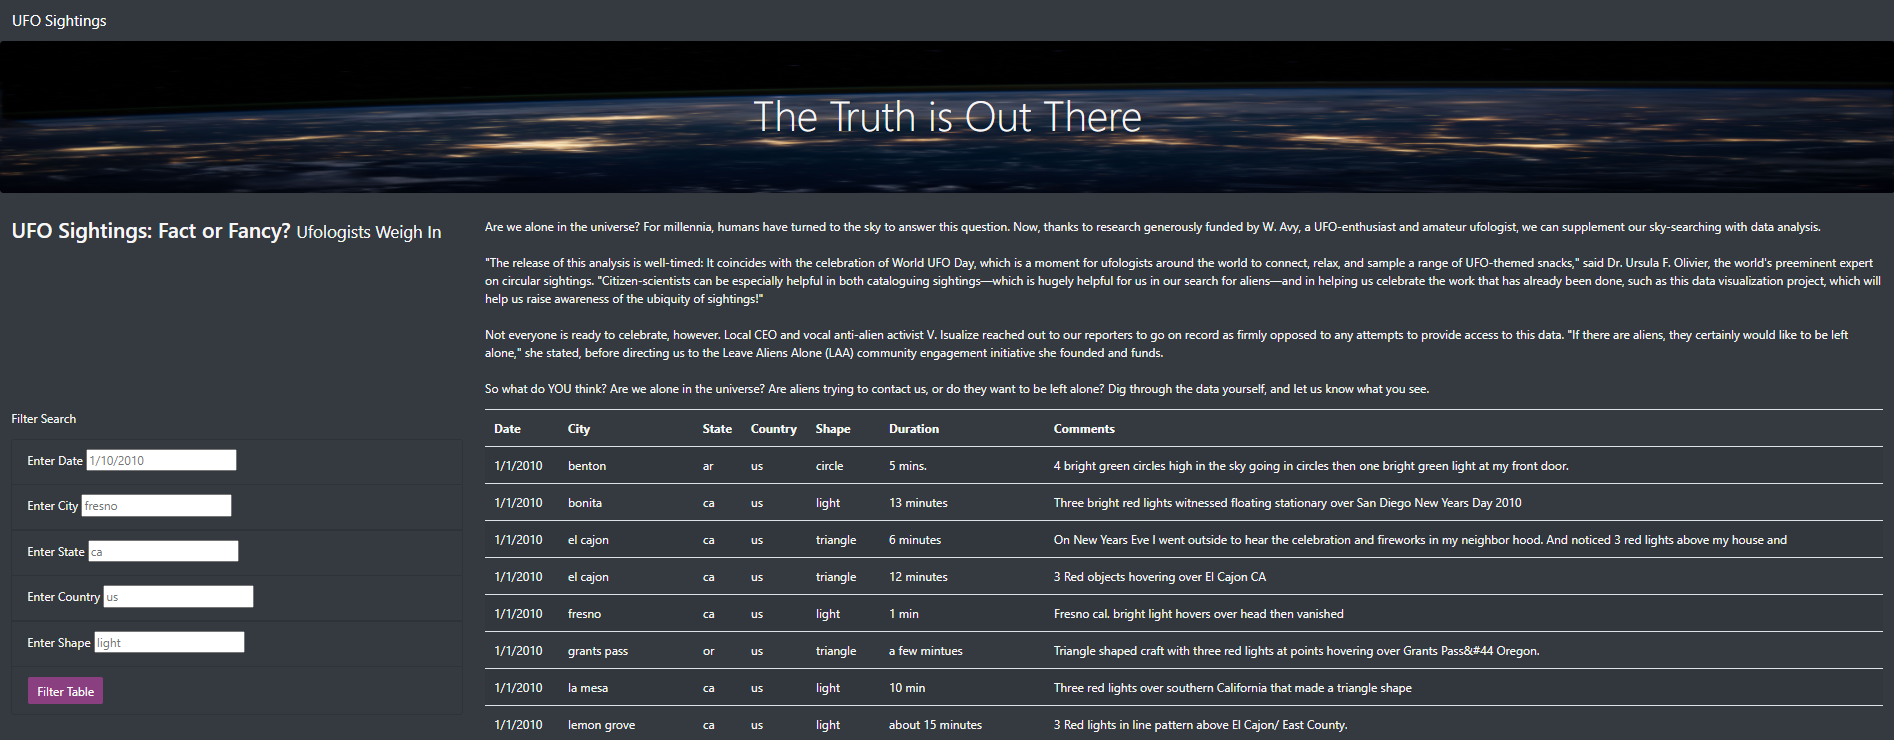 UFO Sightings
The Truth is Out There
UFO Sightings: Fact or Fancy? Ufologists Weigh In
Are we alone in the universe? For millennia, humans have turned to the sky to answer this question. Now, thanks to research generously funded by W. Avy, a UFO-enthusiast and amateur ufologist, we can supplement our sky-searching with data analysis.
"The release of this analysis is well-timed: It coincides with the celebration of World UFO Day, which is a moment for ufologists around the world to connect, relax, and sample a range of UFO-themed snacks," said Dr. Ursula F. Olivier, the world's preeminent expert
on circular sightings. "Citizen-scientists can be especially helpful in both cataloguing sightings—which is hugely helpful for us in our search for aliens—and in helping us celebrate the work that has already been done, such as this data visualization project, which will
help us raise awareness of the ubiquity of sightings!"
Not everyone is ready to celebrate, however. Local CEO and vocal anti-alien activist V. Isualize reached out to our reporters to go on record as firmly opposed to any attempts to provide access to this data. "If there are aliens, they certainly would like to be left
alone," she stated, before directing us to the Leave Aliens Alone (LAA) community engagement initiative she founded and funds.
So what do YOU think? Are we alone in the universe? Are aliens trying to contact us, or do they want to be left alone? Dig through the data yourself, and let us know what you see.
Filter Search
Enter Date 1/10/2010
Enter City fresno
Enter State ca
Enter Country us
Enter Shape light
Filter Table
Date City State Country Shape Duration Comments
1/1/2010 benton ar us circle 5 mins. 4 bright green circles high in the sky going in circles then one bright green light at my front door.
1/1/2010 bonita ca us light 13 minutes Three bright red lights witnessed floating stationary over San Diego New Years Day 2010
1/1/2010 el cajon ca us triangle 6 minutes On New Years Eve I went outside to hear the celebration and fireworks in my neighbor hood. And noticed 3 red lights above my house and
1/1/2010 el cajon ca us triangle 12 minutes 3 Red objects hovering over El Cajon CA
1/1/2010 fresno ca us light 1 min Fresno cal. bright light hovers over head then vanished
1/1/2010 grants pass or us triangle a few mintues Triangle shaped craft with three red lights at points hovering over Grants Pass&#44 Oregon.
1/1/2010 la mesa ca us light 10 min Three red lights over southern California that made a triangle shape
1/1/2010 lemon grove ca us light about 15 minutes 3 Red lights in line pattern above El Cajon/ East County.